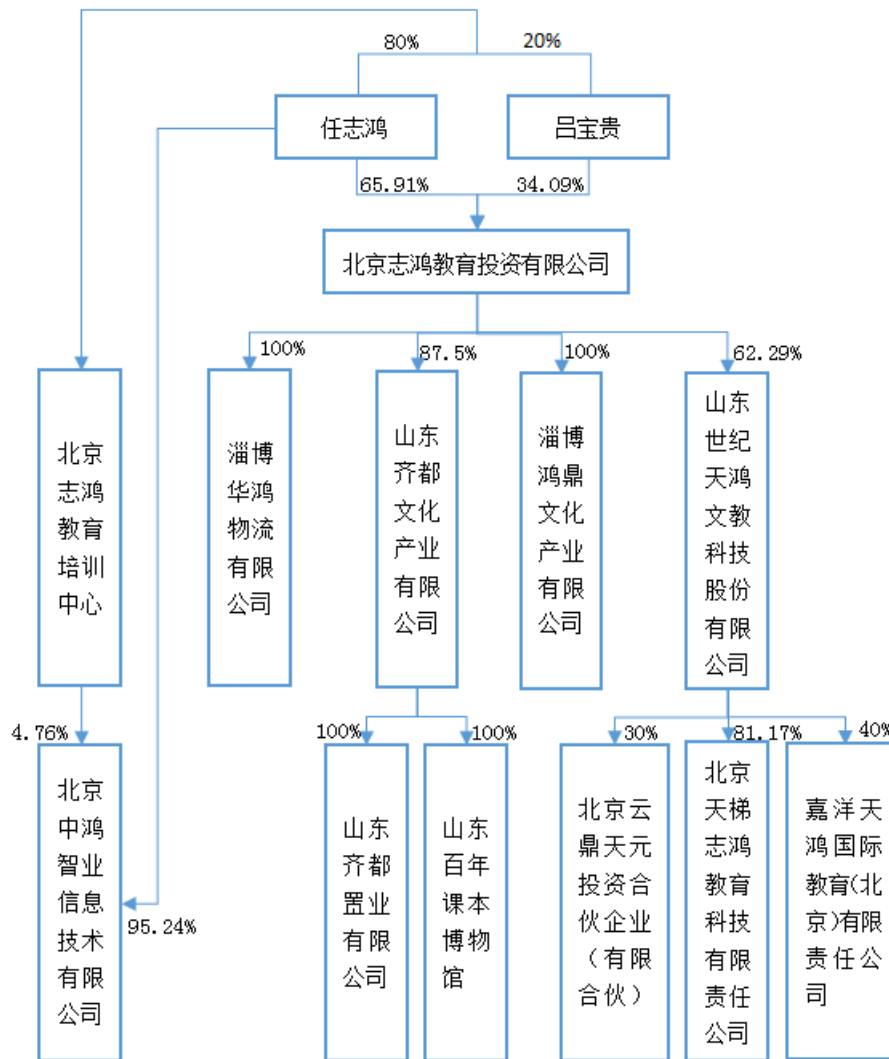 80%
20%
任志鸿
吕宝贵
65.91%
34.09%
北京志鸿教育投资有限公司
100%
87.5%
100%
62.29%
北京
志鸿
教育
培训
中心
淄博
华鸿
物流
有限
公司
山东
齐都
文化
产业
有限
公司
淄博
鸿鼎
文化
产业
有限
公司
山东
世纪
天鸿
文教
科技
股份
有限
公司
4.76%
100%
100%
30%
81.17%
40%
北京
中鸿
智业
信息
技术
有限
公司
95.24%
山东
齐都
置业
有限
公司
山东
百年
课本
博物
馆
北京云
鼎天元
投资合
伙企业
（有限
合伙）
北京
天梯
志鸿
教育
科技
有限
责任
公司
嘉洋天
鸿国际
教育(北
京)有限
责任公
司